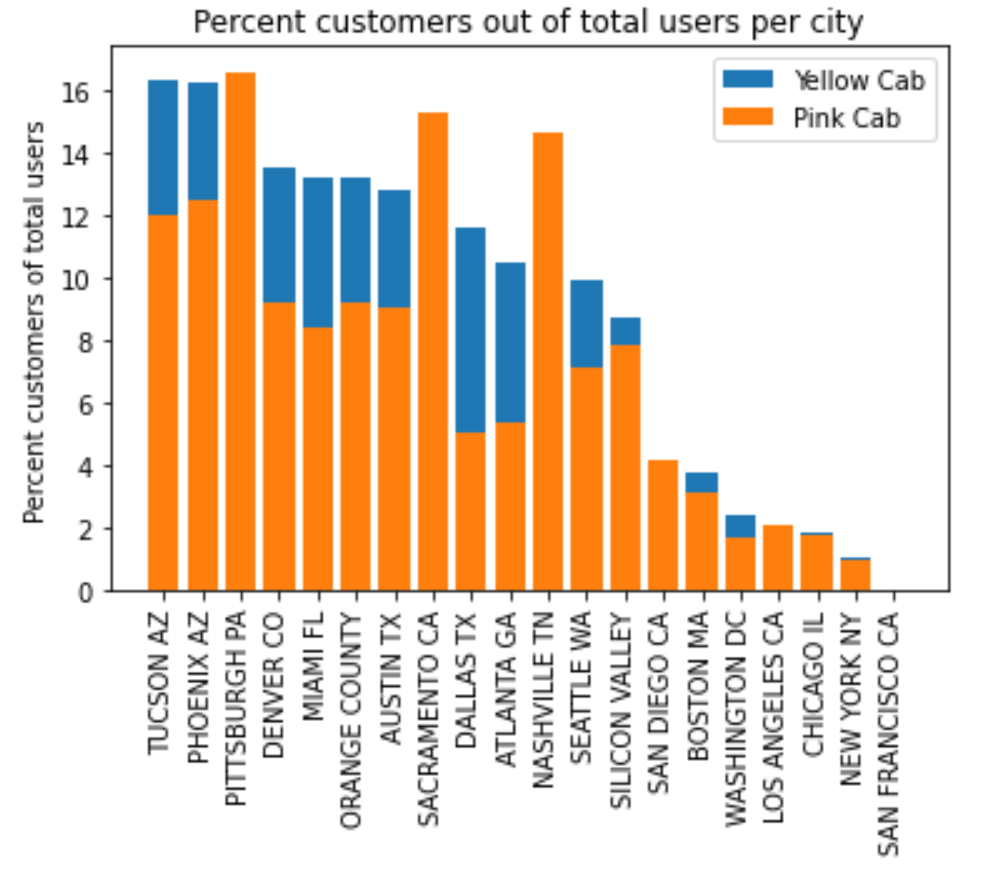 Percent customers out of total users per city
Yellow Cab
Pink Cab
Percent customers of total users
16
14
12
10
8
6
4
2
0
TUCSON AZ
PHOENIX AZ
PITTSBURGH PA
DENVER CO
MIAMI FL
ORANGE COUNTY
AUSTIN TX
SACRAMENTO CA
DALLAS TX
ATLANTA GA
NASHVILLE TN
SEATTLE WA
SILICON VALLEY
SAN DIEGO CA
BOSTON MA
WASHINGTON DC
LOS ANGELES CA
CHICAGO IL
NEW YORK NY
SAN FRANCISCO CA